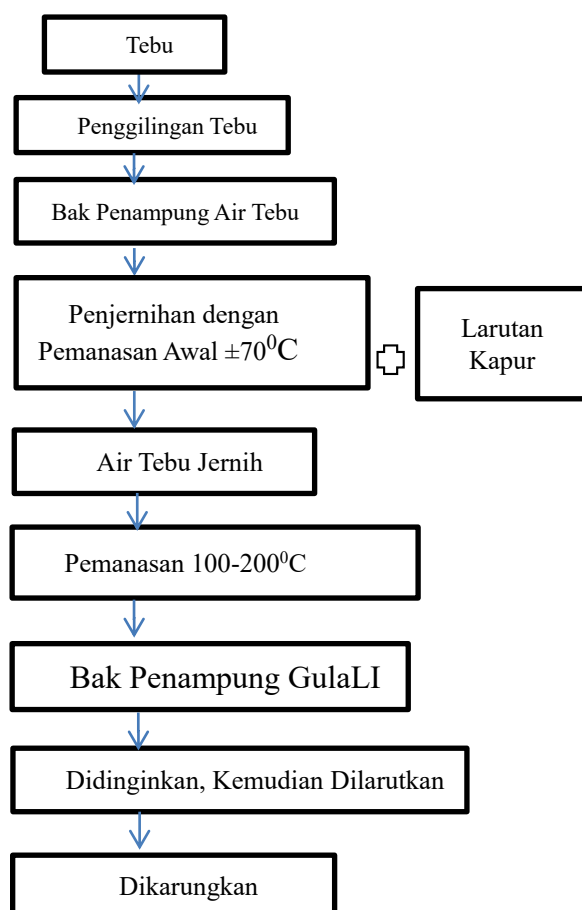 Tebu
Penggilingan Tebu
Bak Penampung Air Tebu
Penjernihan dengan
Pemanasan Awal ±70⁰C
Larutan
Kapur
Air Tebu Jernih
Pemanasan 100-200⁰C
Bak Penampung GulaLI
Didinginkan, Kemudian Dilarutkan
Dikarungkan